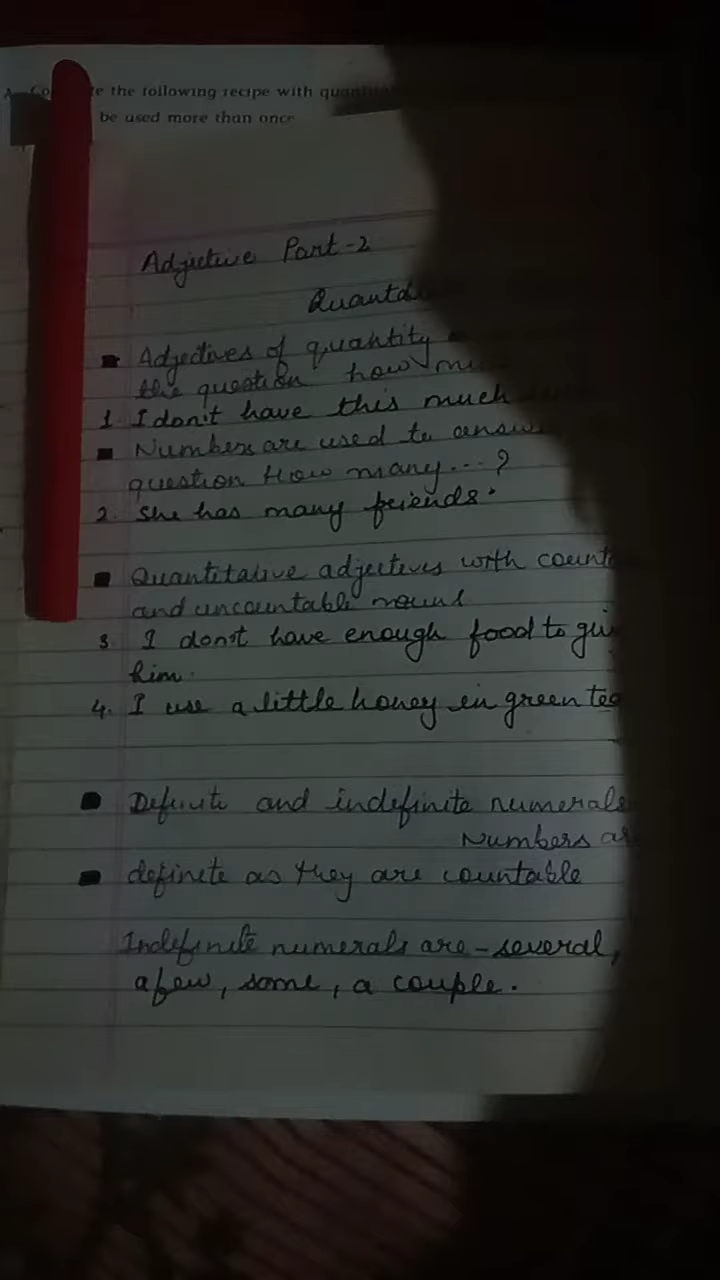 the following recipe with
be used more than once
Adjective Part-2
Adjectives of quantity
the question how
1. I don't have this much
Numbers are used to
question How many...?
2. She has many friends.
Quantitative adjectives with
and uncountable nouns
3. I don't have enough food to
him.
4. I use a little honey in green
Definite and indefinite numerals
Numbers
definite as they are countable
Indefinite numerals are - several,
a few, some, a couple.